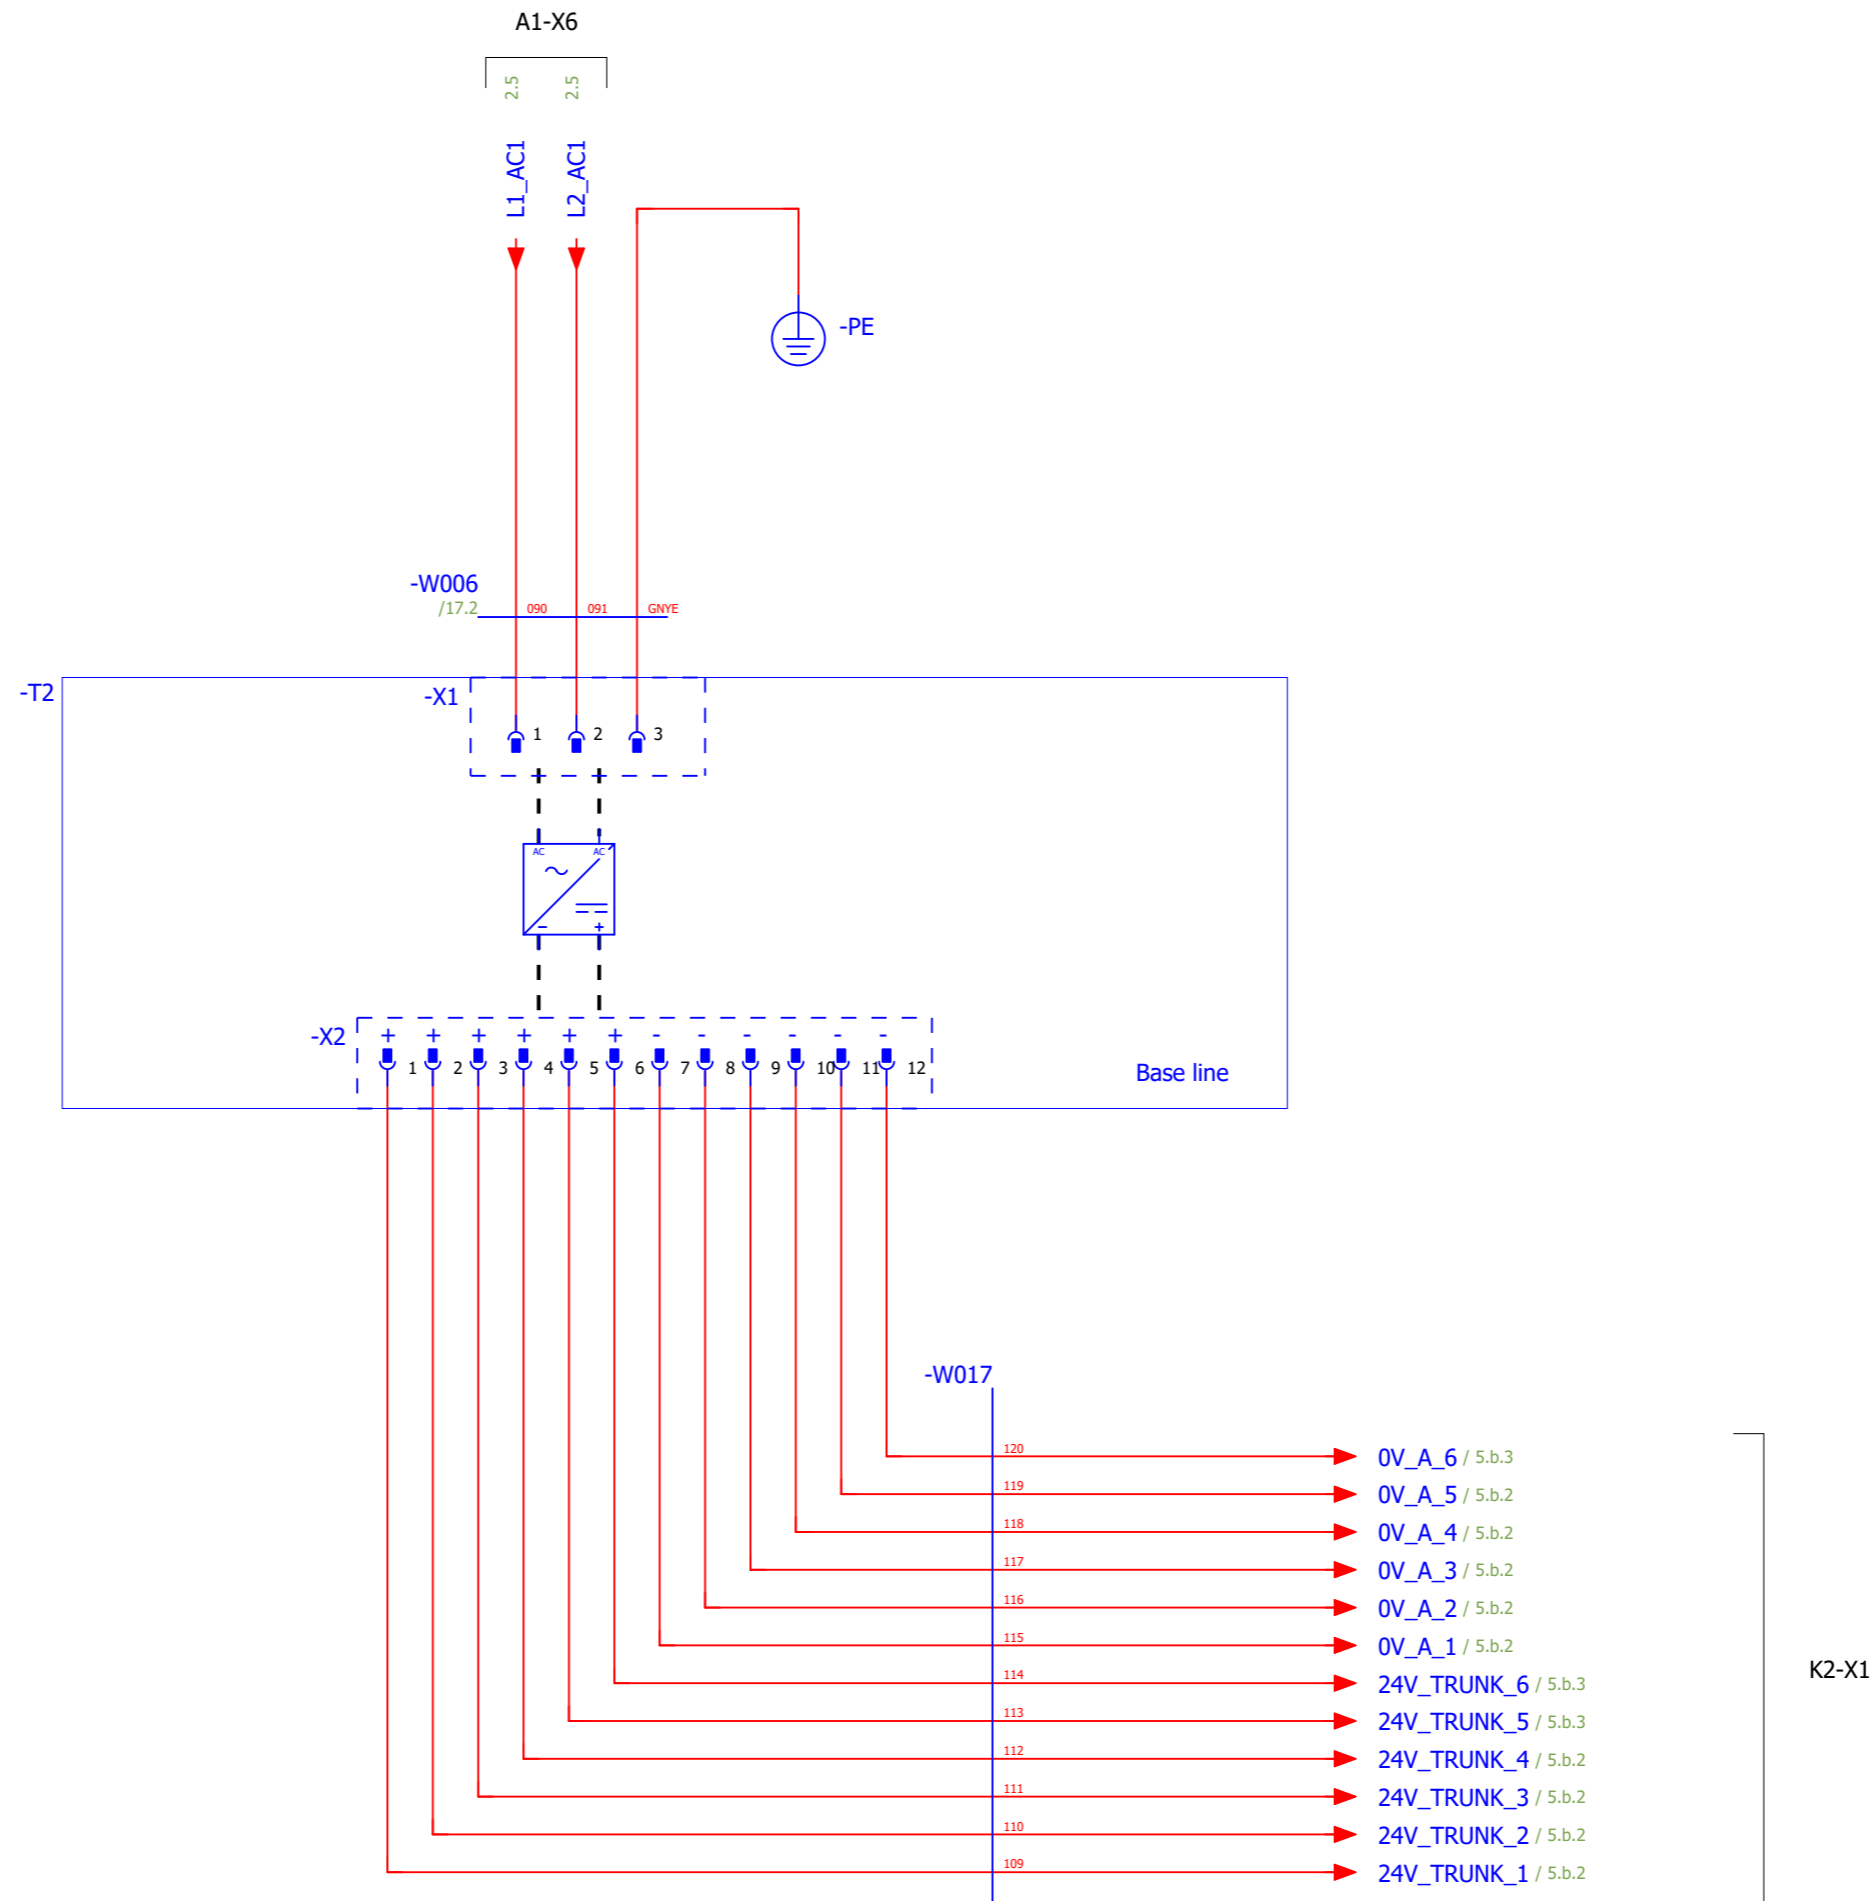 A1-X6
2.5 2.5
L1_AC1 L2_AC1
-PE
-W006
/17.2 090 091 GNYE
-T2
-X1
1 2 3
AC AC
- +
-X2 + + + + + + - - - - - -
1 2 3 4 5 6 7 8 9 10 11 12
Base line
-W017
120 0V_A_6 / 5.b.3
119 0V_A_5 / 5.b.2
118 0V_A_4 / 5.b.2
117 0V_A_3 / 5.b.2
116 0V_A_2 / 5.b.2
115 0V_A_1 / 5.b.2
K2-X1
114 24V_TRUNK_6 / 5.b.3
113 24V_TRUNK_5 / 5.b.3
112 24V_TRUNK_4 / 5.b.2
111 24V_TRUNK_3 / 5.b.2
110 24V_TRUNK_2 / 5.b.2
109 24V_TRUNK_1 / 5.b.2